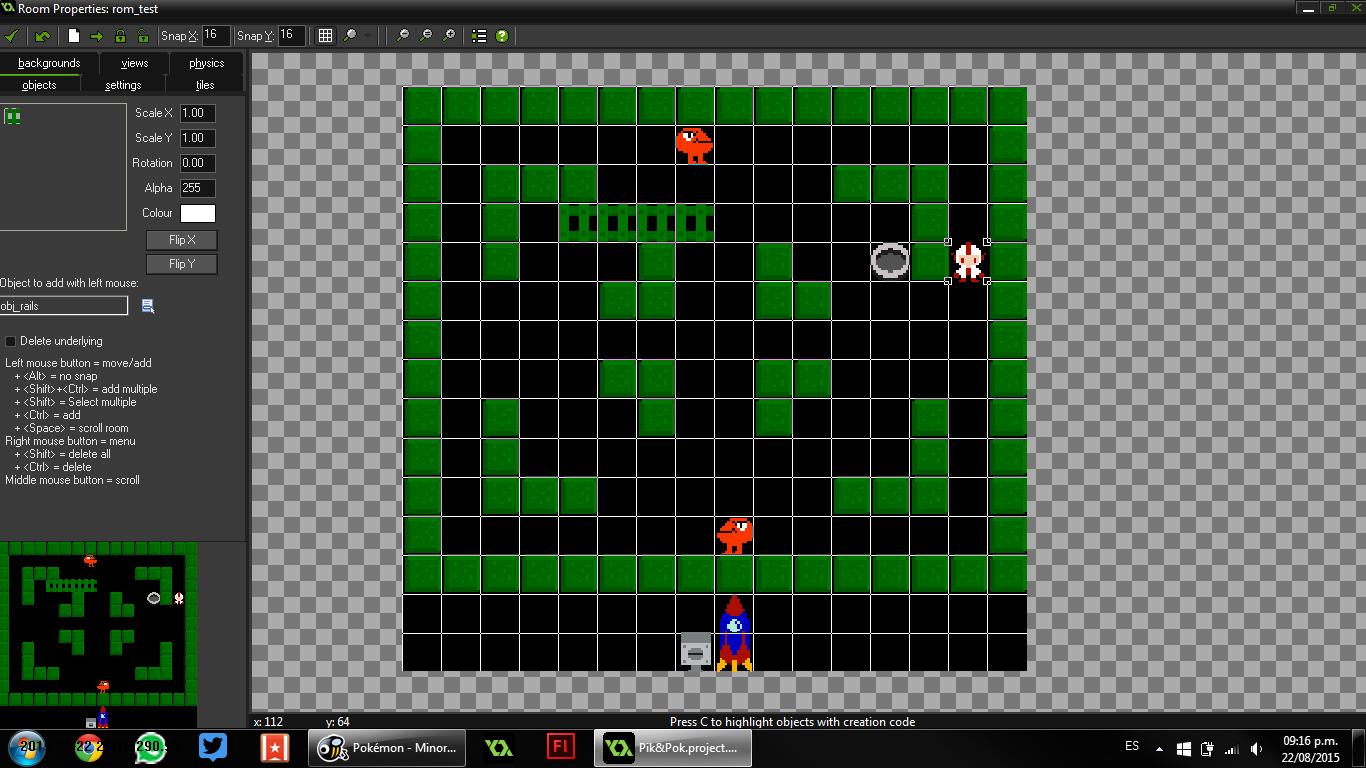 Room Properties: rom_test
Snap X: 16 Snap Y: 16
backgrounds views physics
objects settings tiles
Scale X 1.00
Scale Y 1.00
Rotation 0.00
Alpha 255
Colour
Flip X
Flip Y
Object to add with left mouse:
obj_rails
Delete underlying
Left mouse button = move/add
+ <Alt> = no snap
+ <Shift>+<Ctrl> = add multiple
+ <Shift> = Select multiple
+ <Ctrl> = add
+ <Space> = scroll room
Right mouse button = menu
+ <Shift> = delete all
+ <Ctrl> = delete
Middle mouse button = scroll
x: 112 y: 64 Press C to highlight objects with creation code
Pokémon - Minor... Fl Pik&Pok.project.... ES 09:16 p.m.
22/08/2015